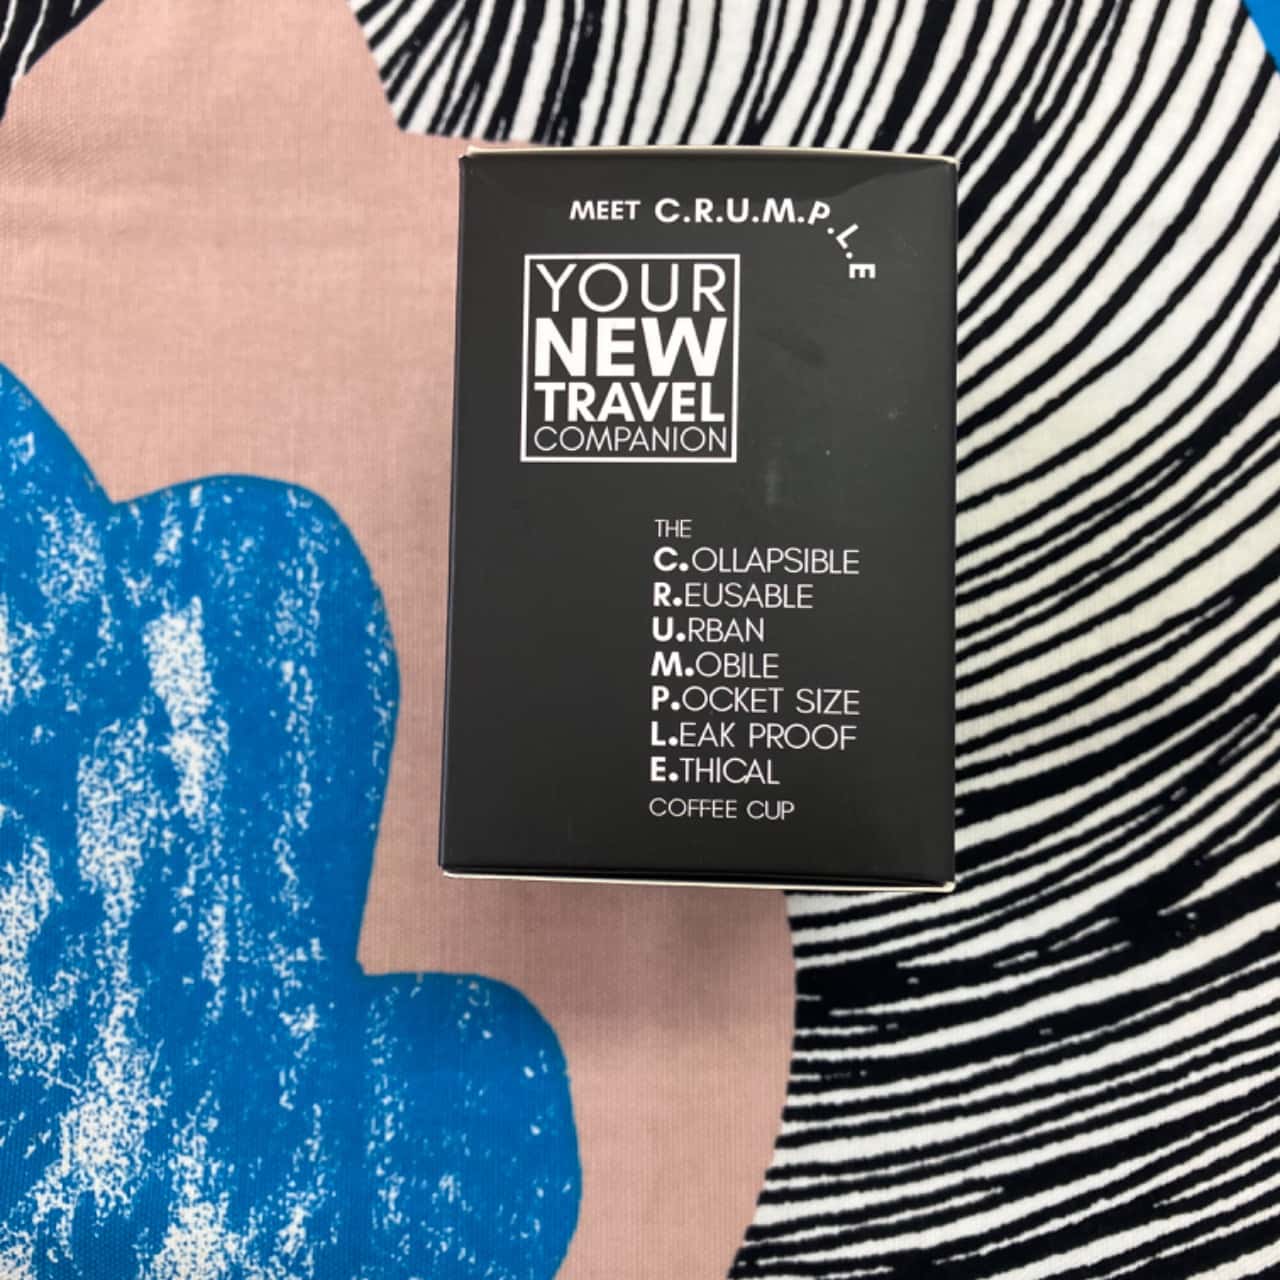 MEET C.R.U.M.P.L.E
YOUR
NEW
TRAVEL
COMPANION
THE
C.OLLAPSIBLE
R.EUSABLE
U.RBAN
M.OBILE
P.OCKET SIZE
L.EAK PROOF
E.THICAL
COFFEE CUP